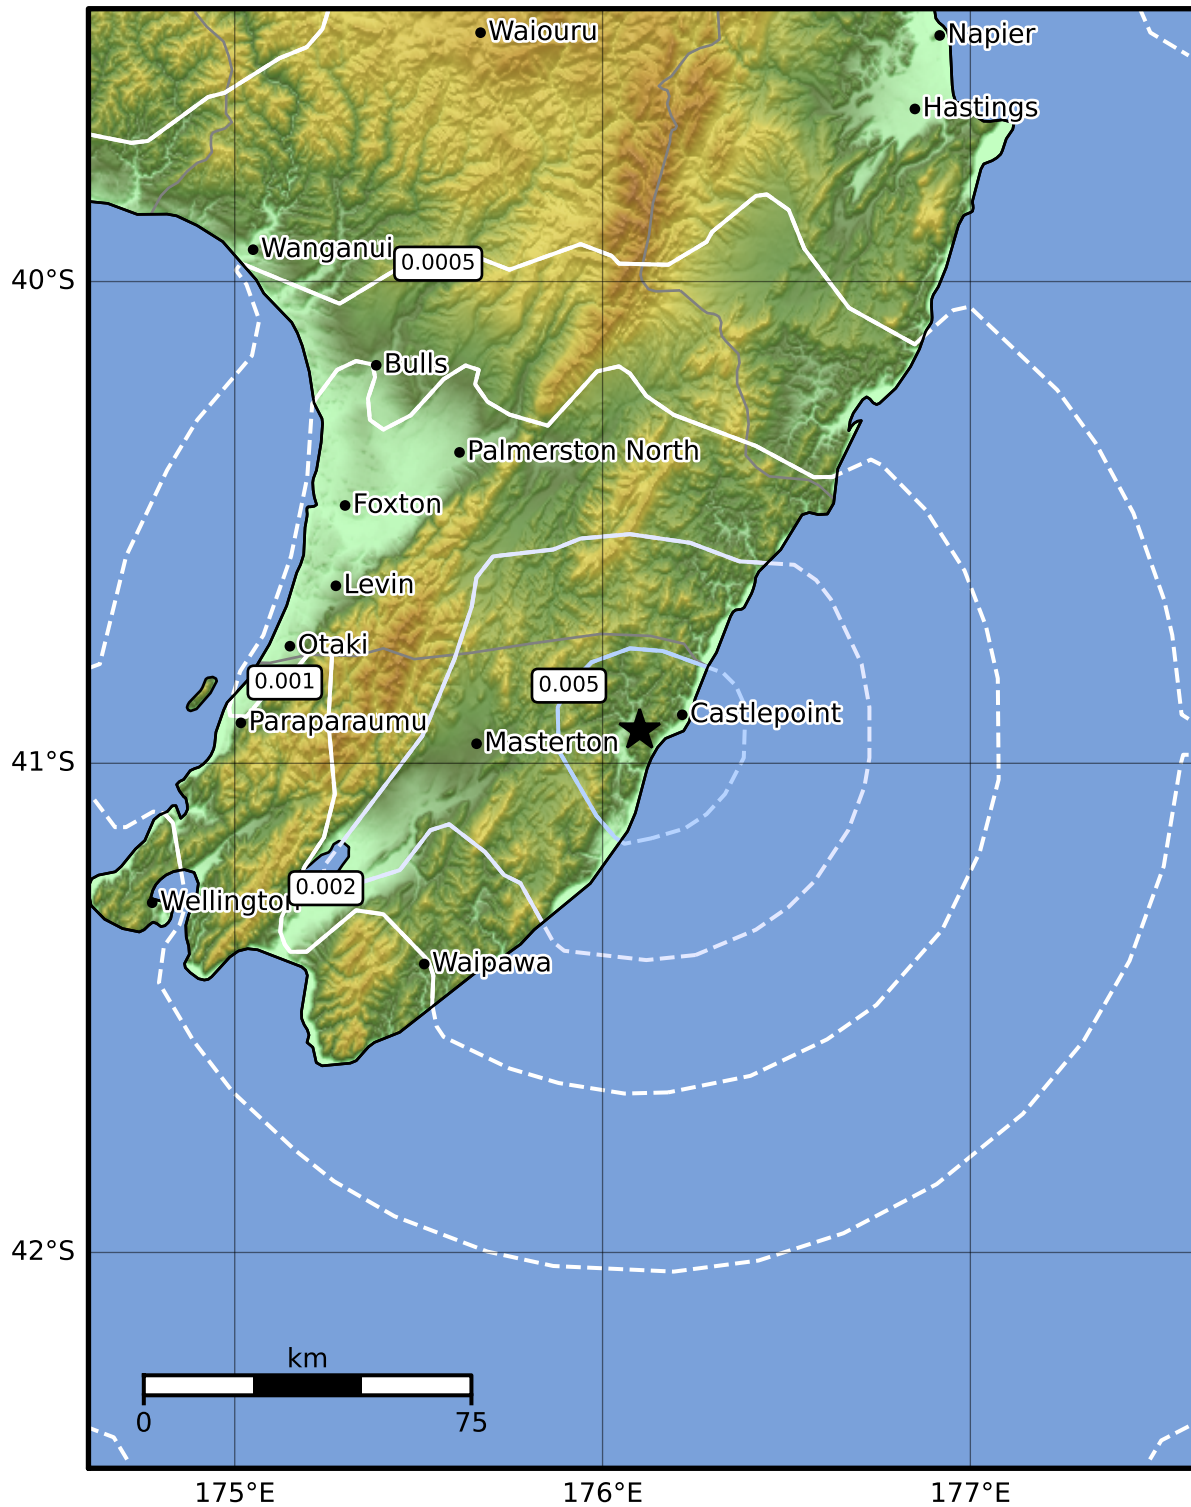 Waiouru
Napier
Hastings
Wanganui
0.0005
40°S
Bulls
Palmerston North
Foxton
Levin
Otaki
0.001
0.005
Paraparaumu
Castlepoint
Masterton
41°S
0.002
Wellington
Waipawa
42°S
km
0
75
175°E
176°E
177°E